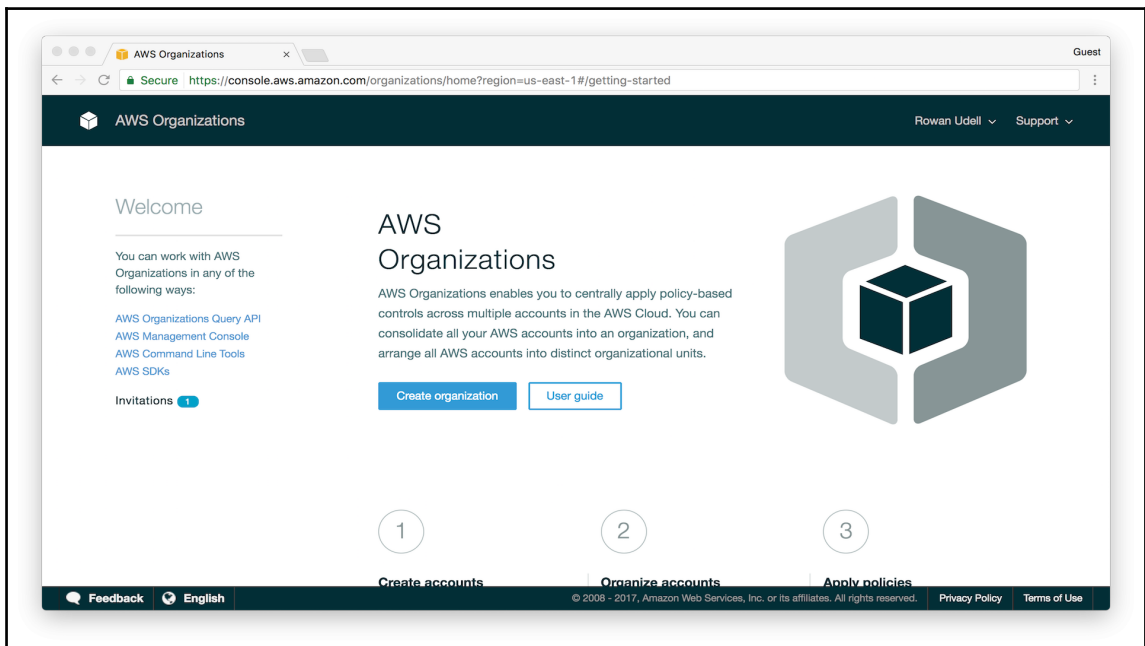 AWS Organizations
Guest
Secure https://console.aws.amazon.com/organizations/home?region=us-east-1#/getting-started
AWS Organizations
Rowan Udell
Support
Welcome
You can work with AWS
Organizations in any of the
following ways:
AWS Organizations Query API
AWS Management Console
AWS Command Line Tools
AWS SDKs
Invitations 1
AWS
Organizations
AWS Organizations enables you to centrally apply policy-based
controls across multiple accounts in the AWS Cloud. You can
consolidate all your AWS accounts into an organization, and
arrange all AWS accounts into distinct organizational units.
Create organization
User guide
1
2
3
Create accounts
Organize accounts
Apply policies
Feedback
English
© 2008 - 2017, Amazon Web Services, Inc. or its affiliates. All rights reserved.
Privacy Policy
Terms of Use